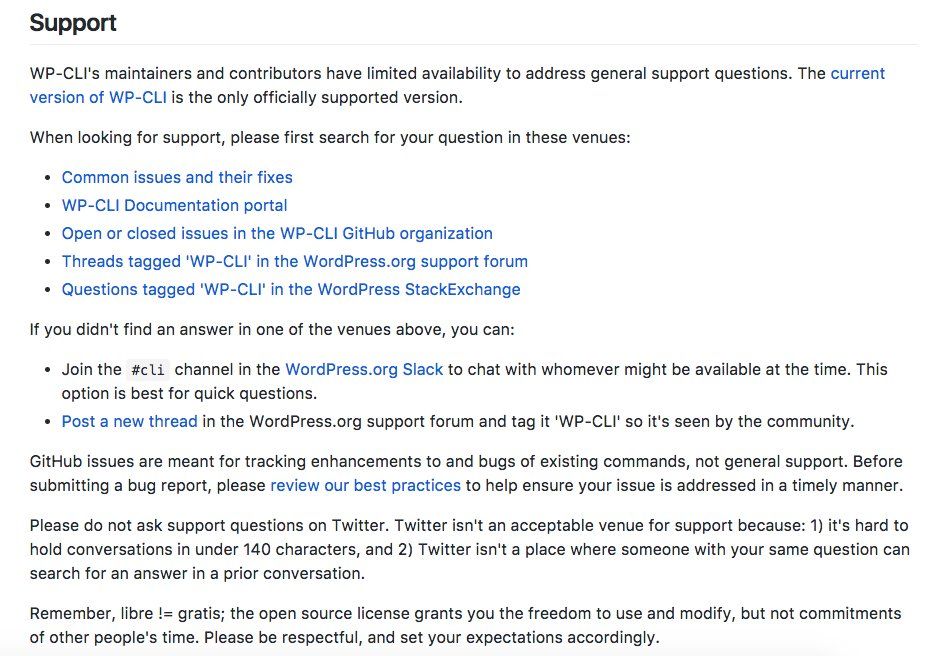 Support
WP-CLI's maintainers and contributors have limited availability to address general support questions. The current
version of WP-CLI is the only officially supported version.
When looking for support, please first search for your question in these venues:
• Common issues and their fixes
• WP-CLI Documentation portal
• Open or closed issues in the WP-CLI GitHub organization
• Threads tagged 'WP-CLI' in the WordPress.org support forum
• Questions tagged 'WP-CLI' in the WordPress StackExchange
If you didn't find an answer in one of the venues above, you can:
• Join the #cli channel in the WordPress.org Slack to chat with whomever might be available at the time. This
option is best for quick questions.
• Post a new thread in the WordPress.org support forum and tag it 'WP-CLI' so it's seen by the community.
GitHub issues are meant for tracking enhancements to and bugs of existing commands, not general support. Before
submitting a bug report, please review our best practices to help ensure your issue is addressed in a timely manner.
Please do not ask support questions on Twitter. Twitter isn't an acceptable venue for support because: 1) it's hard to
hold conversations in under 140 characters, and 2) Twitter isn't a place where someone with your same question can
search for an answer in a prior conversation.
Remember, libre != gratis; the open source license grants you the freedom to use and modify, but not commitments
of other people's time. Please be respectful, and set your expectations accordingly.